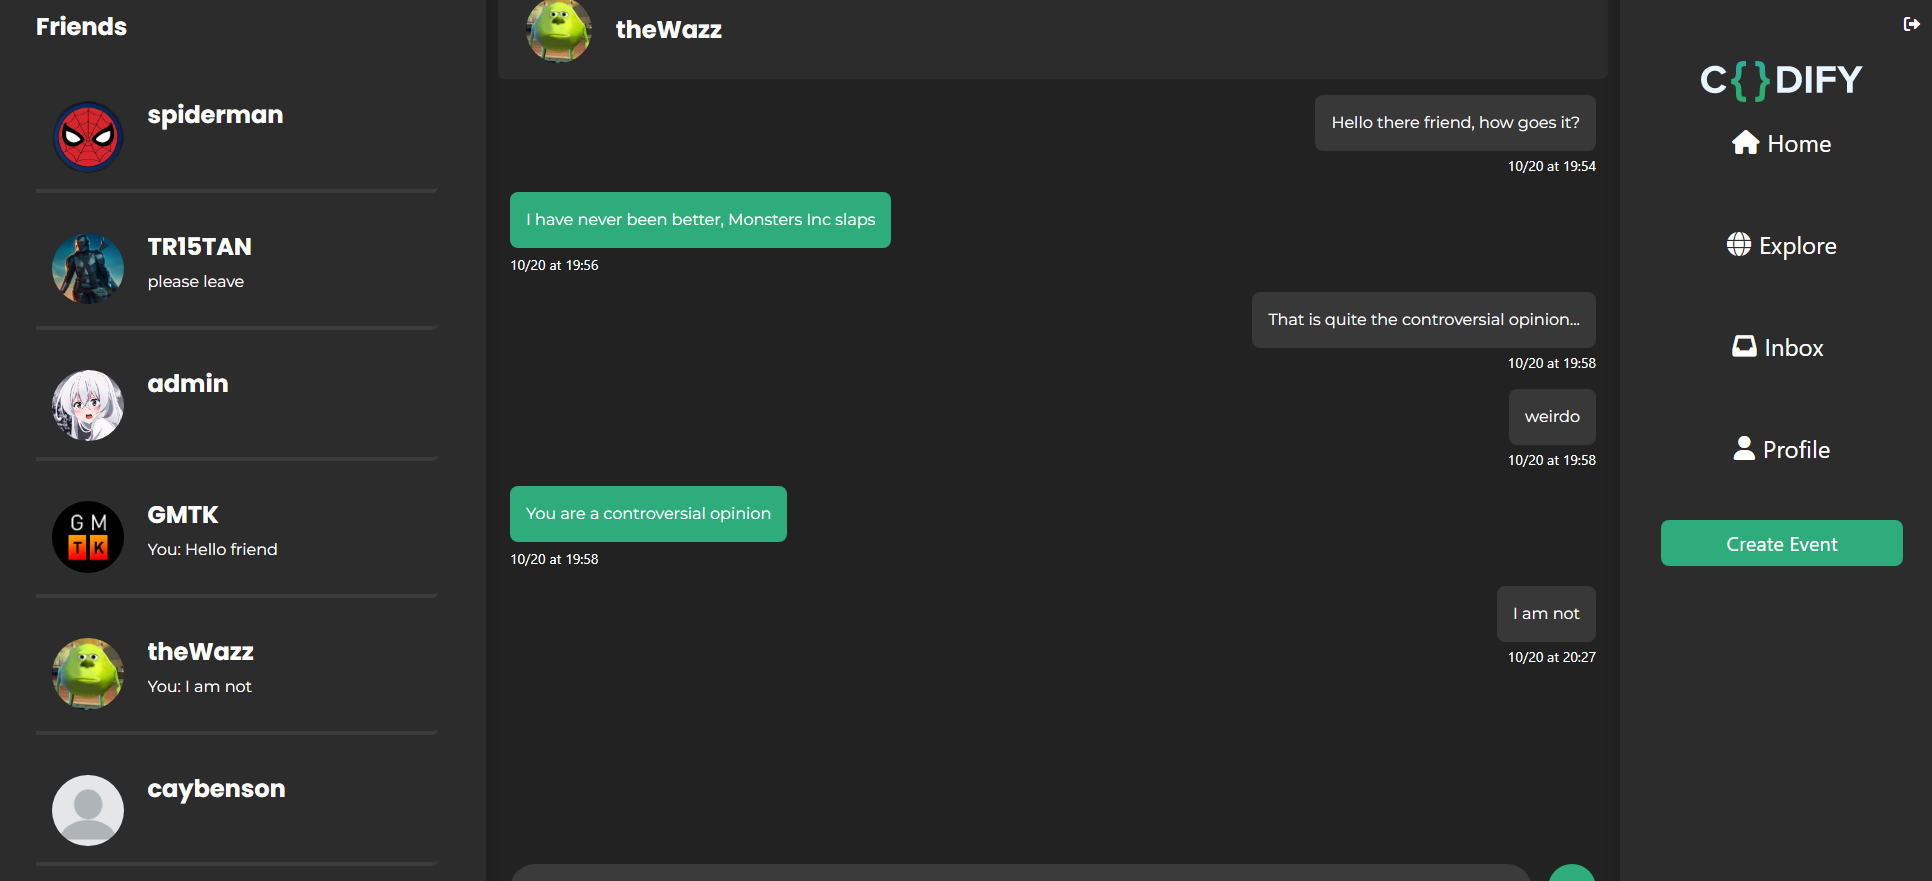 Friends
spiderman
TR15TAN
please leave
admin
GMTK
GMTK
You: Hello friend
theWazz
You: I am not
caybenson
theWazz
Hello there friend, how goes it?
10/20 at 19:54
I have never been better, Monsters Inc slaps
10/20 at 19:56
That is quite the controversial opinion...
10/20 at 19:58
weirdo
10/20 at 19:58
You are a controversial opinion
10/20 at 19:58
I am not
10/20 at 20:27
C{}DIFY
Home
Explore
Inbox
Profile
Create Event